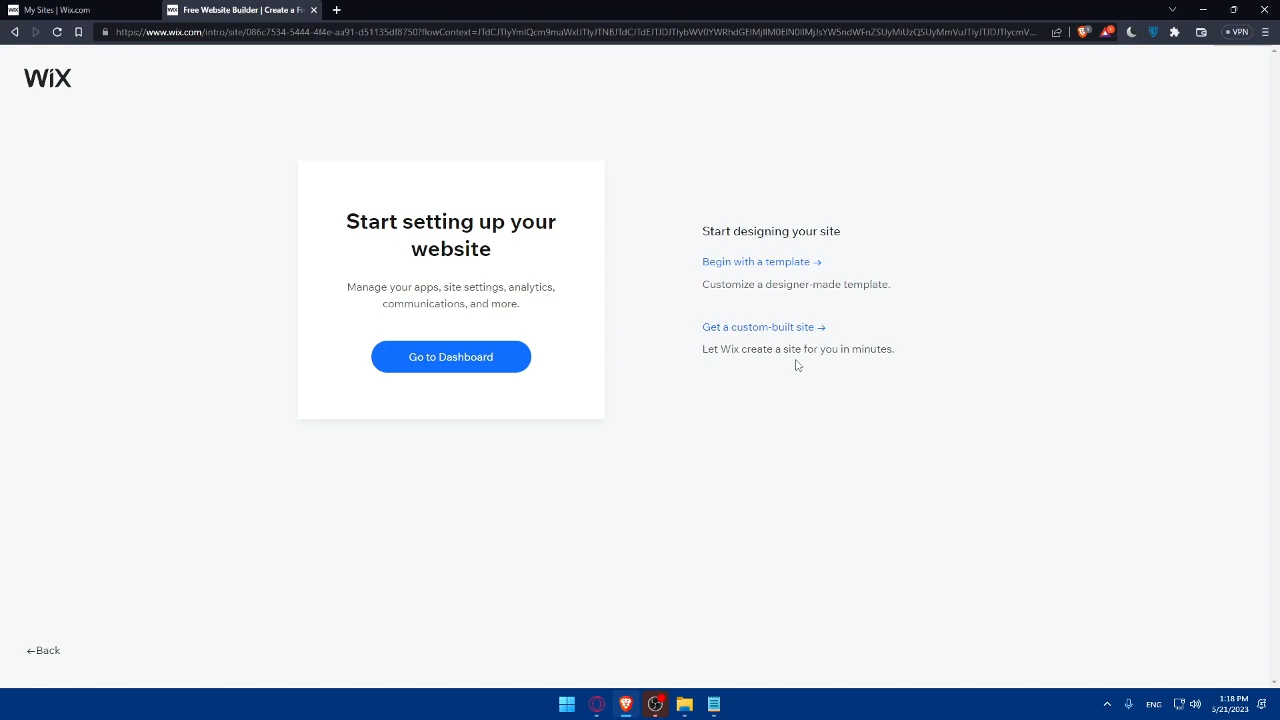 My Sites | Wix.com
Free Website Builder | Create a Fr
VPN
WiX
Start setting up your
website
Manage your apps, site settings, analytics,
communications, and more.
Go to Dashboard
Start designing your site
Begin with a template →
Customize a designer-made template.
Get a custom-built site →
Let Wix create a site for you in minutes.
←Back
ENG
1:18 PM
5/21/2023